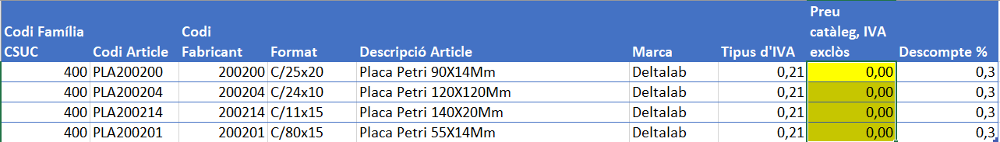 Codi Família CSUC	Codi Article	Codi Fabricant	Format	Descripció Article	Marca	Tipus d'IVA	Preu catàleg, IVA exclòs	Descompte %
400	PLA200200	200200	C/25x20	Placa Petri 90X14Mm	Deltalab	0,21	0,00	0,3
400	PLA200204	200204	C/24x10	Placa Petri 120X120Mm	Deltalab	0,21	0,00	0,3
400	PLA200214	200214	C/11x15	Placa Petri 140X20Mm	Deltalab	0,21	0,00	0,3
400	PLA200201	200201	C/80x15	Placa Petri 55X14Mm	Deltalab	0,21	0,00	0,3